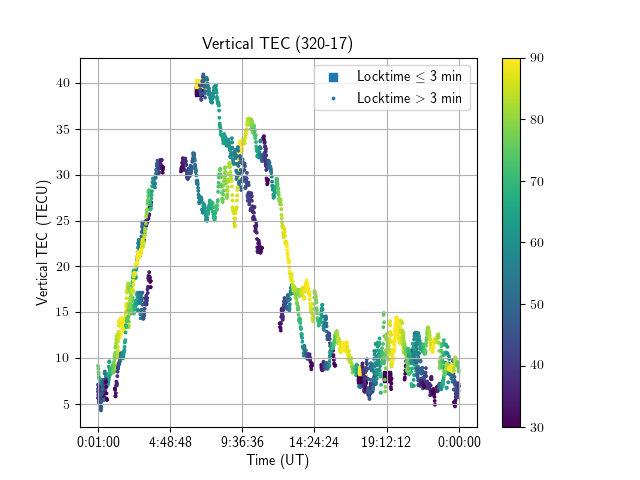 Vertical TEC (320-17)
Locktime ≤ 3 min
Locktime > 3 min
Vertical TEC (TECU)
40
35
30
25
20
15
10
5
0:01:00 4:48:48 9:36:36 14:24:24 19:12:12 0:00:00
Time (UT)
90
80
70
60
50
40
30